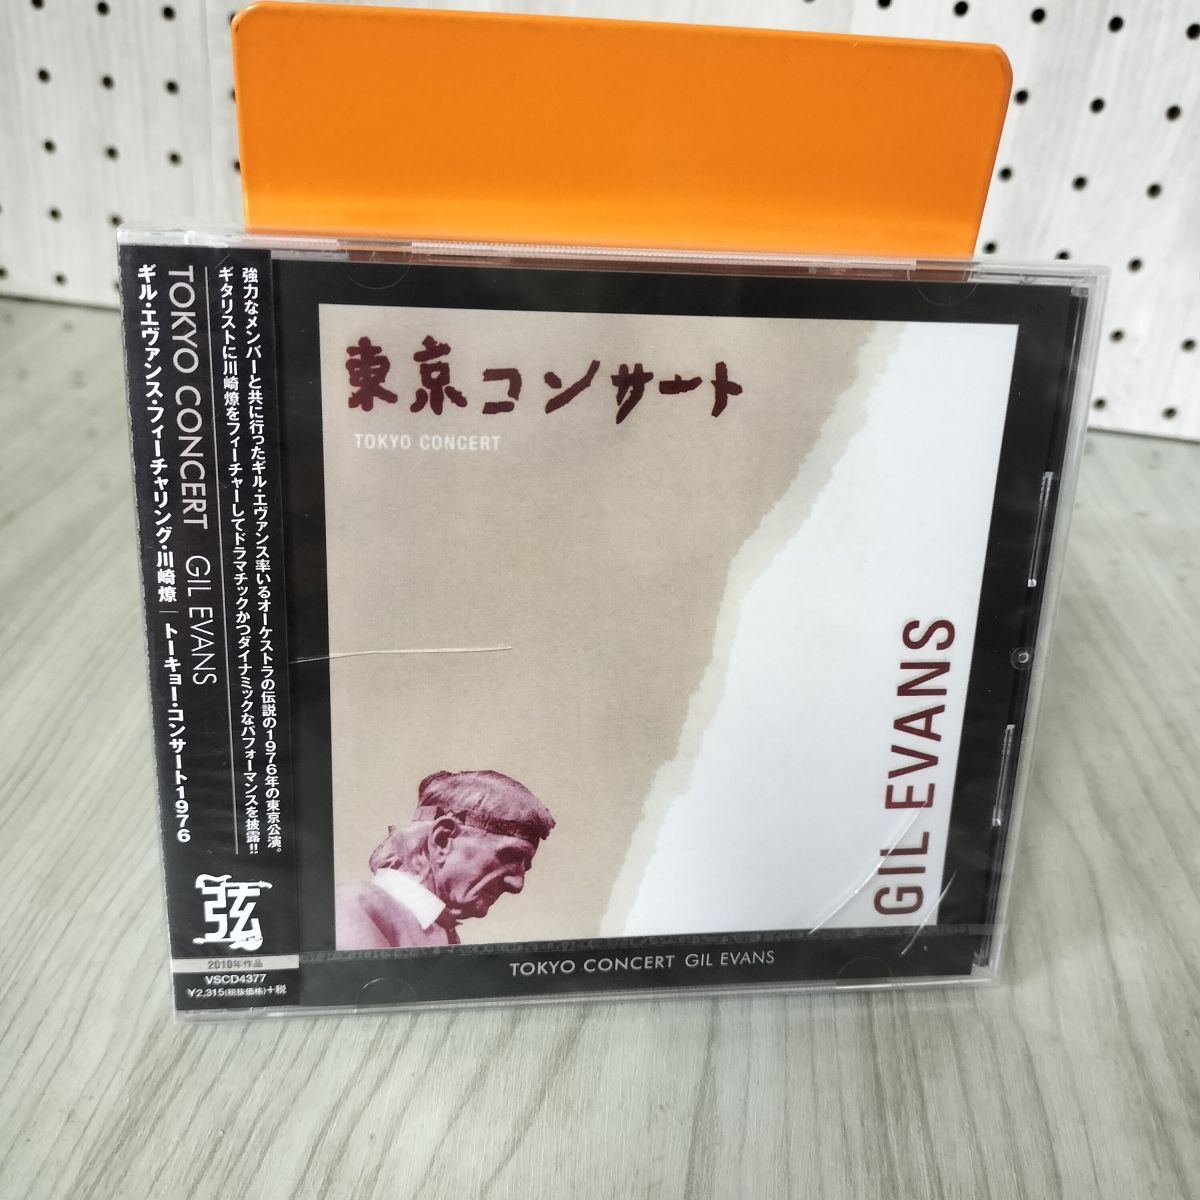 強力なメンバーと共に行ったギル・エヴァンス率いるオーケストラの伝説の1976年の東京公演。
ギタリストに川崎燎をフィーチャーしてドラマチックかつダイナミックなパフォーマンスを披露!!
TOKYO CONCERT GIL EVANS
ギル・エヴァンス・フィーチャリング・川崎燎 | トーキョー・コンサート1976
弦
2010年作品
VSCD4377
¥2,315(税抜価格)+税
東京コンサート
TOKYO CONCERT
GIL EVANS
TOKYO CONCERT GIL EVANS